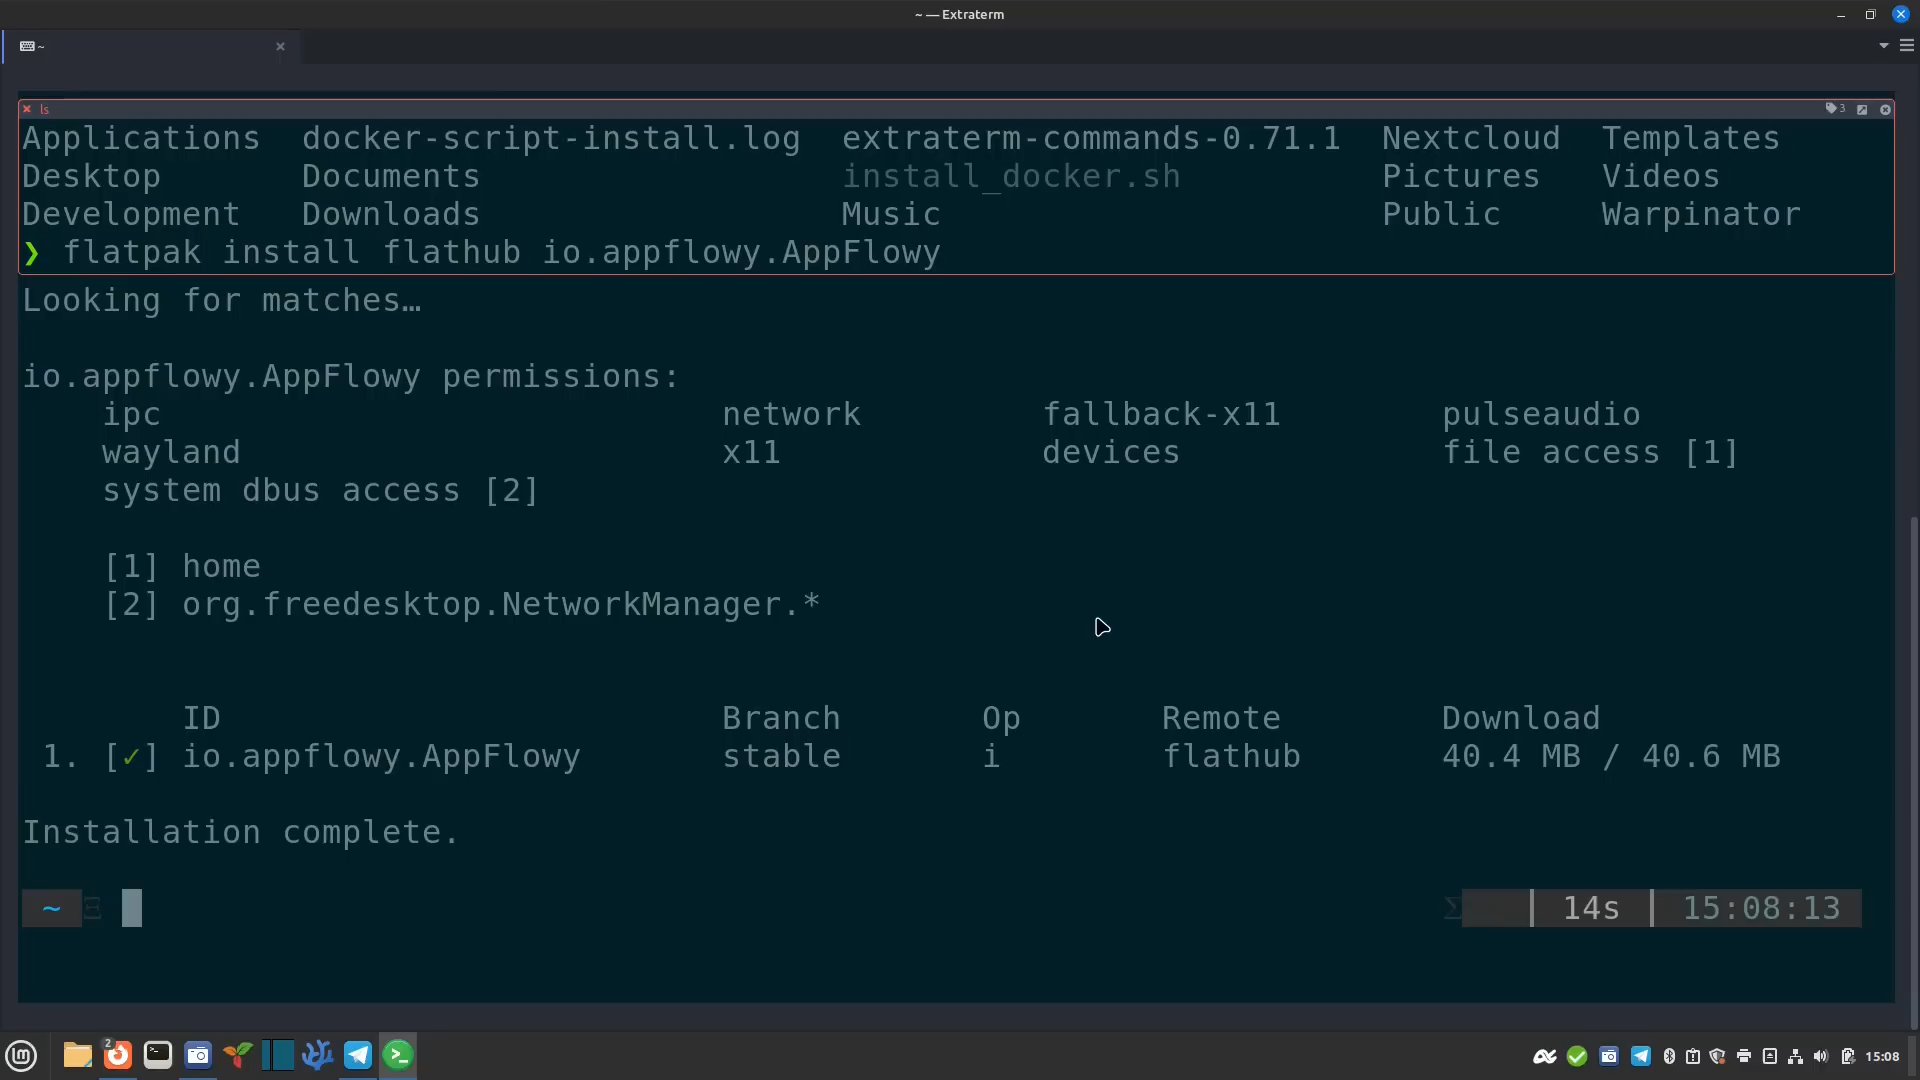 ~ — Extraterm
~
ls
3
Applications docker-script-install.log extraterm-commands-0.71.1 Nextcloud Templates
Desktop Documents install_docker.sh Pictures Videos
Development Downloads Music Public Warpinator
❯ flatpak install flathub io.appflowy.AppFlowy
Looking for matches…
io.appflowy.AppFlowy permissions:
ipc network fallback-x11 pulseaudio
wayland x11 devices file access [1]
system dbus access [2]
[1] home
[2] org.freedesktop.NetworkManager.*
ID Branch Op Remote Download
1. [✓] io.appflowy.AppFlowy stable i flathub 40.4 MB / 40.6 MB
Installation complete.
~ 14s 15:08:13
2
15:08